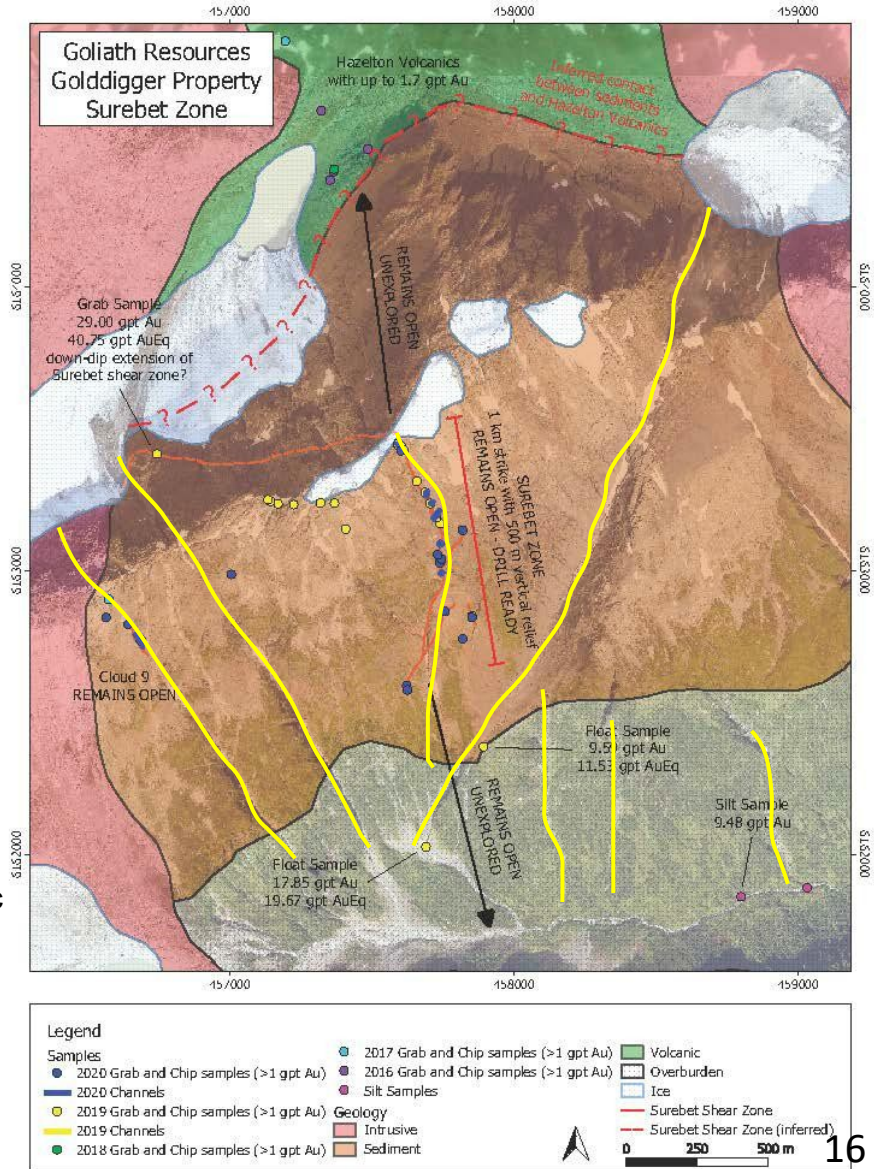 457000
458000
459000
Goliath Resources
Golddigger Property
Surebet Zone
Hazelton Volcanics
with up to 1.7 gpt Au
Inferred contact
between Sediments
and Hazelton Volcanics
? ? ? ? ? ? ? ? ? ?
REMAINS OPEN
UNEXPLORED
Grab Sample
29.00 gpt Au
40.75 gpt AuEq
down-dip extension of
Surebet shear zone?
SUREBET ZONE
1 km strike with 500 m vertical relief
REMAINS OPEN - DRILL READY
Cloud 9
REMAINS OPEN
Float Sample
9.59 gpt Au
11.53 gpt AuEq
REMAINS OPEN
UNEXPLORED
Silt Sample
9.48 gpt Au
Float Sample
17.85 gpt Au
19.67 gpt AuEq
457000
458000
459000
Legend
Samples
2020 Grab and Chip samples (>1 gpt Au)
2020 Channels
2019 Grab and Chip samples (>1 gpt Au)
2019 Channels
2018 Grab and Chip samples (>1 gpt Au)
2017 Grab and Chip samples (>1 gpt Au)
2016 Grab and Chip samples (>1 gpt Au)
Silt Samples
Geology
Intrusive
Sediment
Volcanic
Overburden
Ice
Surebet Shear Zone
Surebet Shear Zone (inferred)
0 250 500 m
16